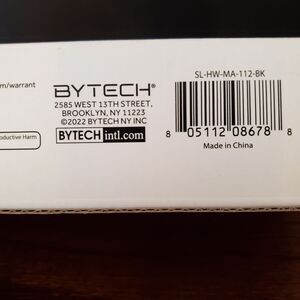 m/warrant
BYTECH®
2585 WEST 13TH STREET,
BROOKLYN, NY 11223
©2022 BYTECH NY INC
BYTECHintl.com
oductive Harm
SL-HW-MA-112-BK
8 05112 08678 8
Made in China